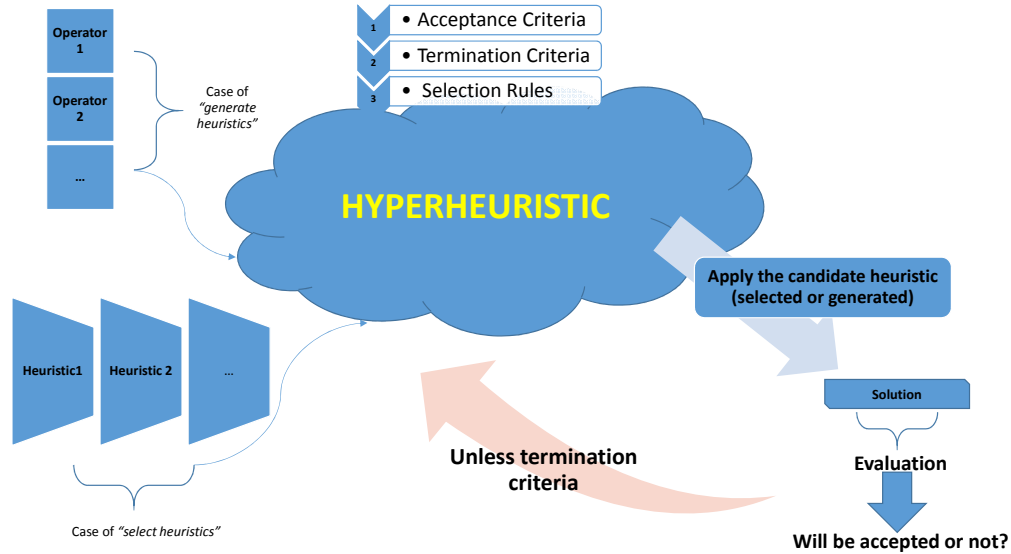 Operator
1
Operator
2
...
Case of
"generate
heuristics"
1
• Acceptance Criteria
2
• Termination Criteria
3
• Selection Rules
HYPERHEURISTIC
Apply the candidate heuristic
(selected or generated)
Heuristic1
Heuristic 2
...
Case of "select heuristics"
Unless termination
criteria
Solution
Evaluation
Will be accepted or not?